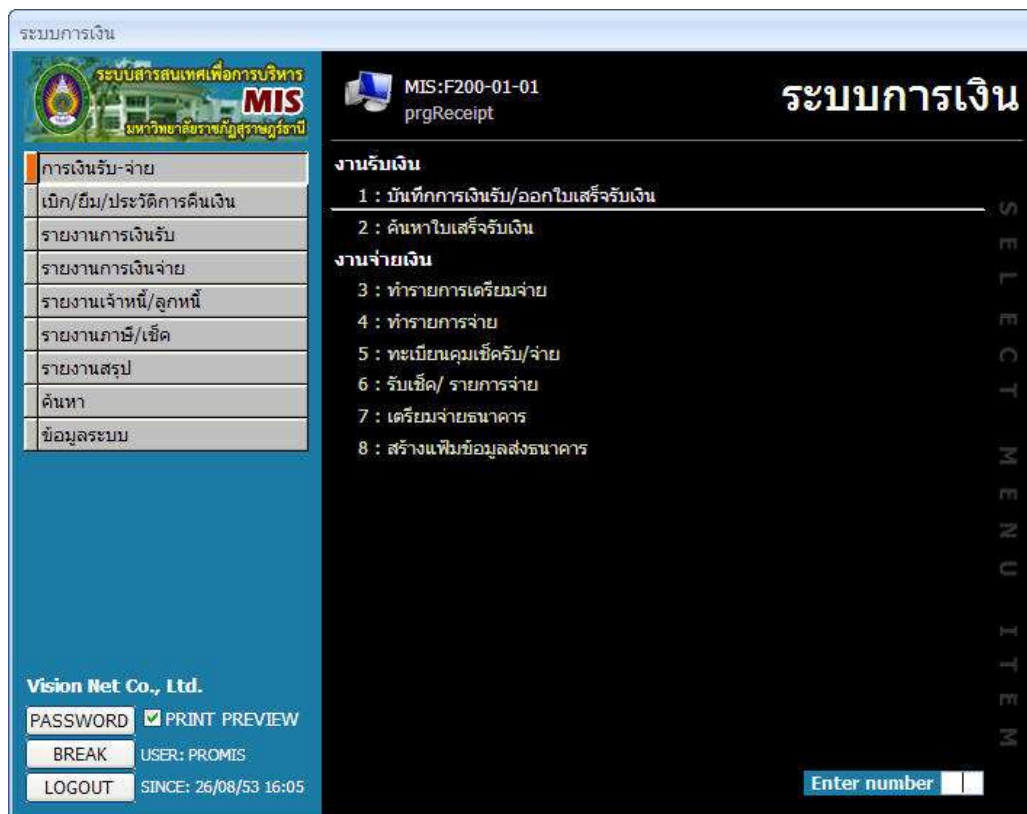 ระบบการเงิน
ระบบสารสนเทศเพื่อการบริหาร
MIS
มหาวิทยาลัยราชภัฏสุราษฎร์ธานี
MIS:F200-01-01
prgReceipt
ระบบการเงิน
การเงินรับ-จ่าย
เบิก/ยืม/ประวัติการคืนเงิน
รายงานการเงินรับ
รายงานการเงินจ่าย
รายงานเจ้าหนี้/ลูกหนี้
รายงานภาษี/เช็ค
รายงานสรุป
ค้นหา
ข้อมูลระบบ
งานรับเงิน
1 : บันทึกการเงินรับ/ออกใบเสร็จรับเงิน
2 : ค้นหาใบเสร็จรับเงิน
งานจ่ายเงิน
3 : ทำรายการเตรียมจ่าย
4 : ทำรายการจ่าย
5 : ทะเบียนคุมเช็ครับ/จ่าย
6 : รับเช็ค/ รายการจ่าย
7 : เตรียมจ่ายธนาคาร
8 : สร้างแฟ้มข้อมูลส่งธนาคาร
SELECT MENU ITEM
Vision Net Co., Ltd.
PASSWORD PRINT PREVIEW
BREAK USER: PROMIS
LOGOUT SINCE: 26/08/53 16:05
Enter number